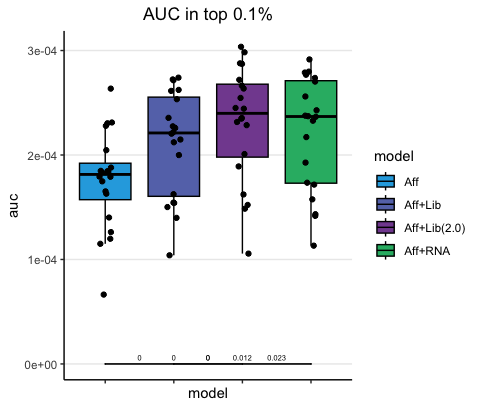 AUC in top 0.1%
3e-04
2e-04
1e-04
0e+00
auc
0 0 0 0.012 0.023
model
model
Aff
Aff+Lib
Aff+Lib(2.0)
Aff+RNA